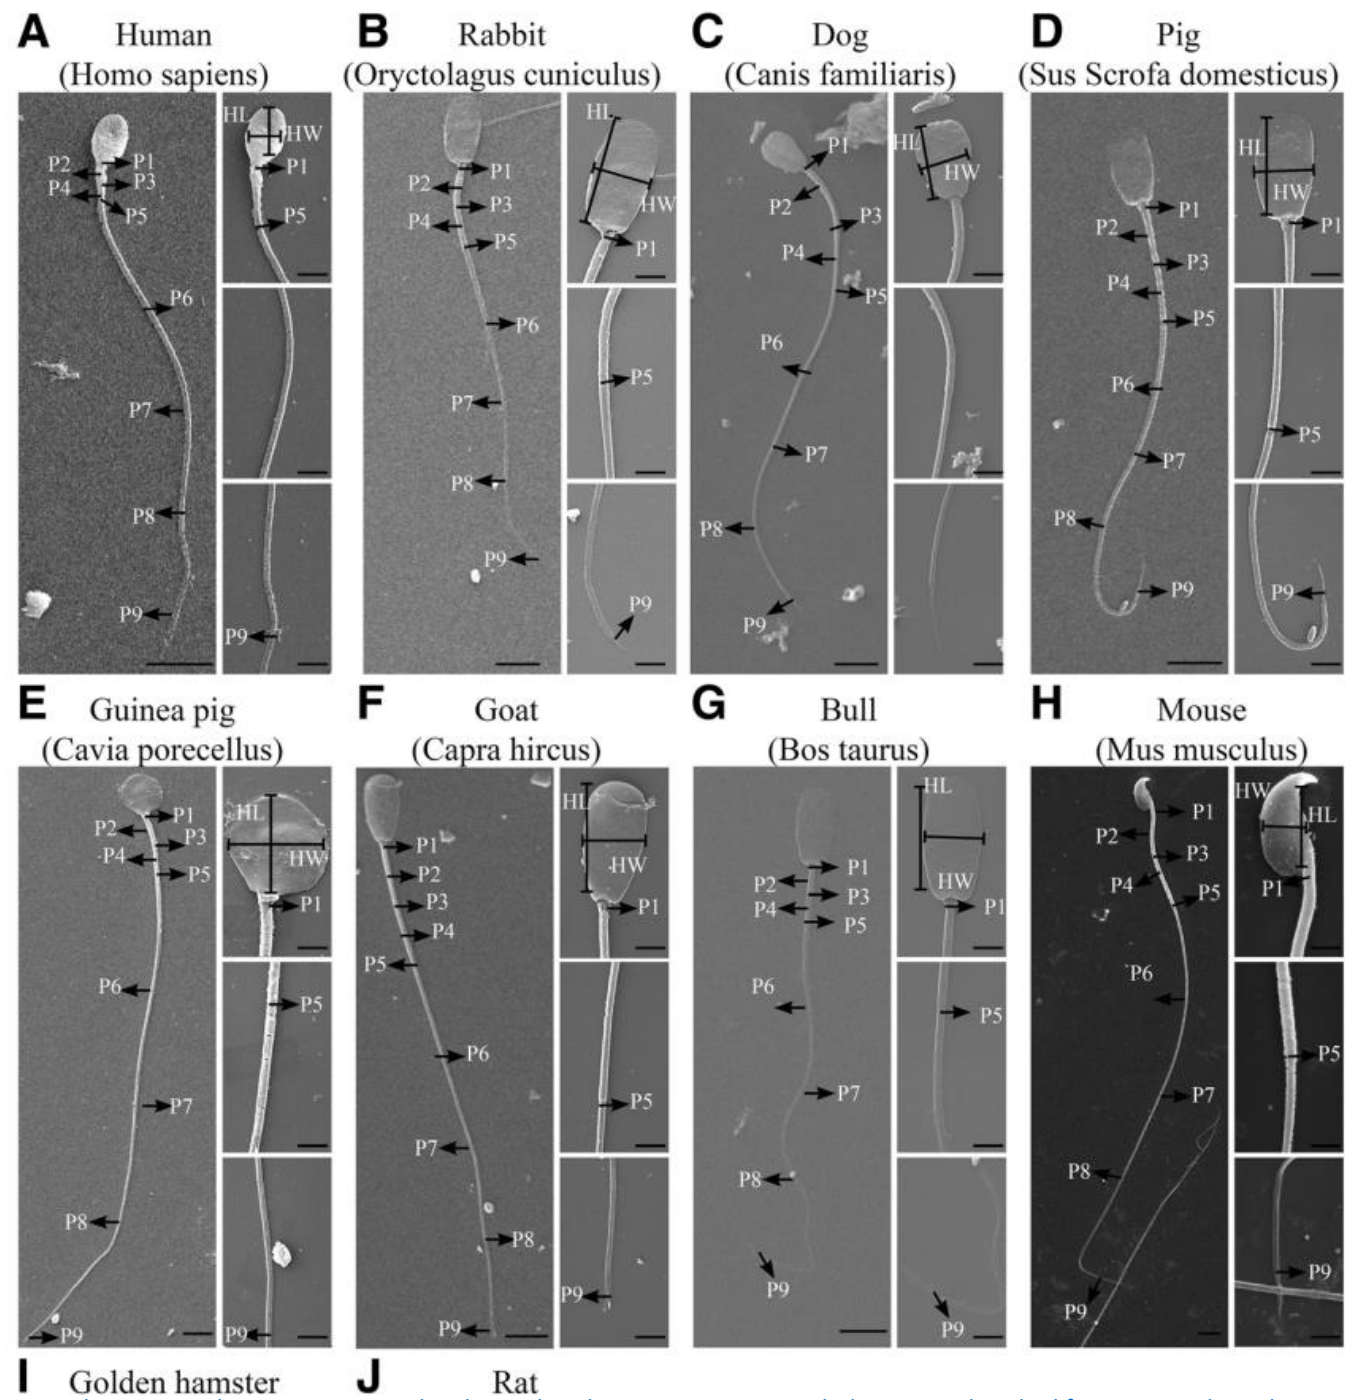 A Human
(Homo sapiens)
HL
HW
P1
P2
P3
P4
P5
P6
P7
P8
P9
P1
P5
P9
B Rabbit
(Oryctolagus cuniculus)
P1
P2
P3
P4
P5
P6
P7
P8
P9
HL
HW
P1
P5
P9
C Dog
(Canis familiaris)
P1
P2
P3
P4
P5
P6
P7
P8
P9
HL
HW
D Pig
(Sus Scrofa domesticus)
P1
P2
P3
P4
P5
P6
P7
P8
P9
HL
HW
P1
P5
P9
E Guinea pig
(Cavia porecellus)
P1
P2
P3
P4
P5
P6
P7
P8
P9
HL
HW
P1
P5
P9
F Goat
(Capra hircus)
P1
P2
P3
P4
P5
P6
P7
P8
P9
HL
HW
P1
P5
P9
G Bull
(Bos taurus)
P1
P2
P3
P4
P5
P6
P7
P8
P9
HL
HW
P1
P5
P9
H Mouse
(Mus musculus)
P1
P2
P3
P4
P5
P6
P7
P8
P9
HW
HL
P1
P5
P9
I Golden hamster
J Rat